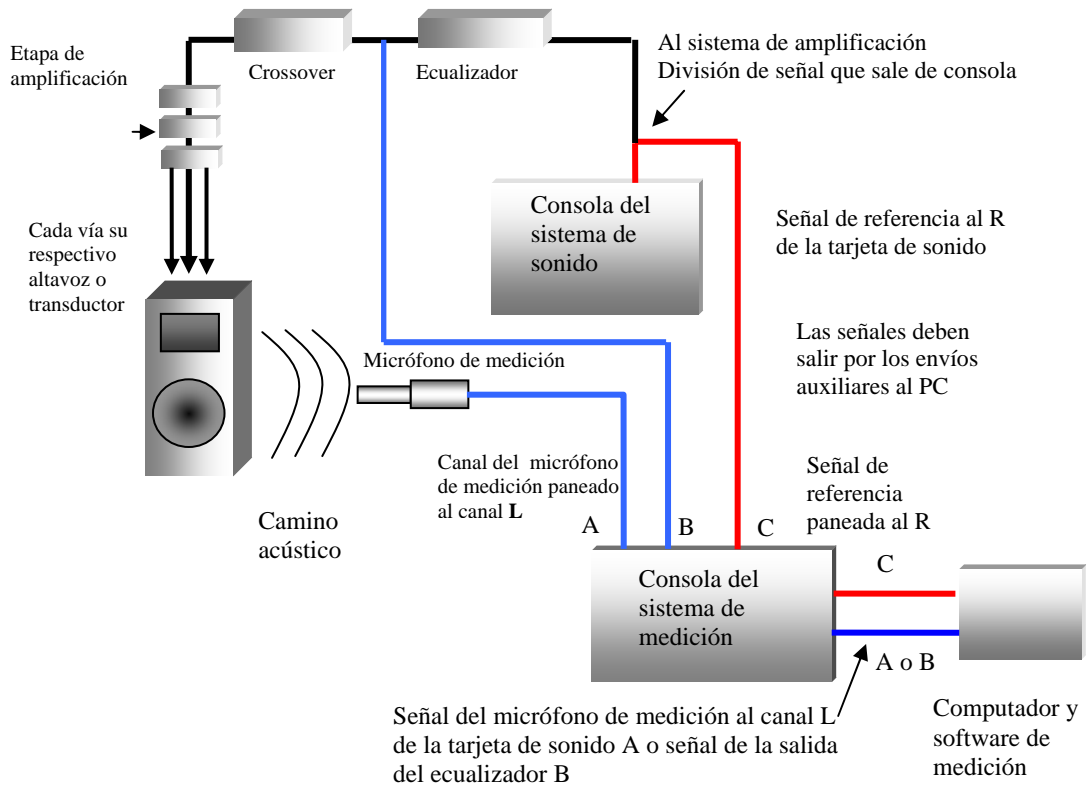 Etapa de
amplificación
Crossover
Ecualizador
Al sistema de amplificación
División de señal que sale de consola
Consola del
sistema de
sonido
Señal de referencia al R
de la tarjeta de sonido
Cada vía su
respectivo
altavoz o
transductor
Las señales deben
salir por los envíos
auxiliares al PC
Micrófono de medición
Canal del micrófono
de medición paneado
al canal L
Señal de
referencia
paneada al R
Camino
acústico
A
B
C
Consola del
sistema de
medición
C
A o B
Señal del micrófono de medición al canal L
de la tarjeta de sonido A o señal de la salida
del ecualizador B
Computador y
software de
medición